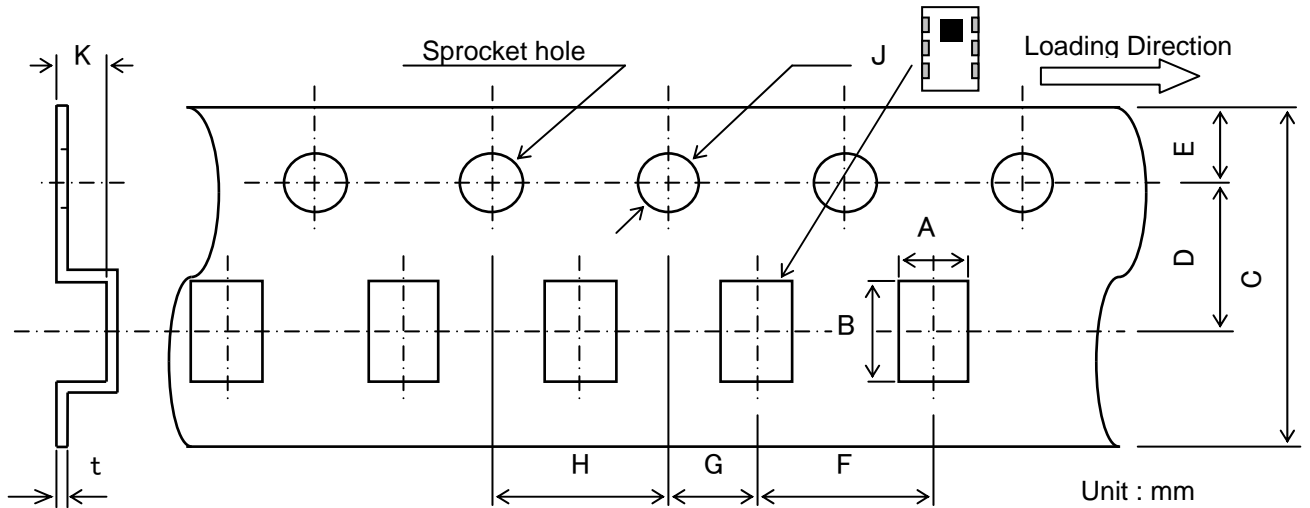 K
Sprocket hole
J
Loading Direction
E
A
D
C
B
t
H
G
F
Unit : mm